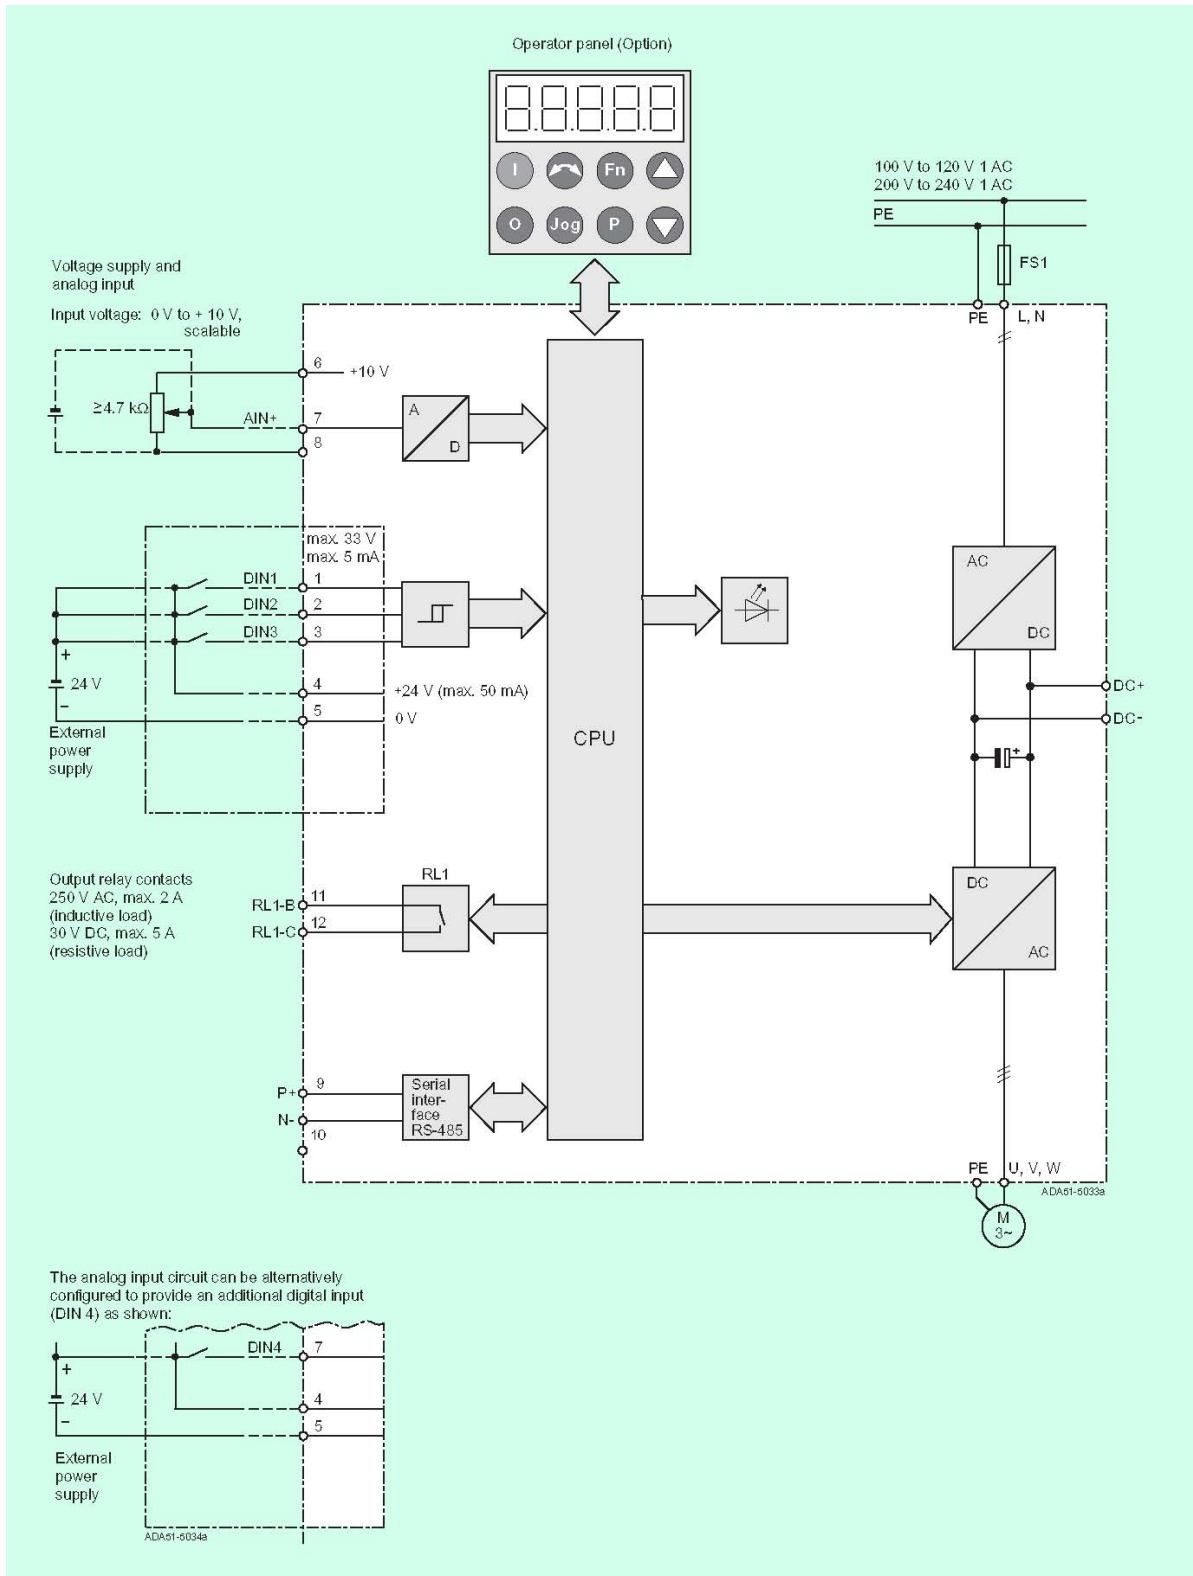 Operator panel (Option)
8.8.8.8.8
I
Fn
O
Jog
P
100 V to 120 V 1 AC
200 V to 240 V 1 AC
PE
FS1
Voltage supply and
analog input
Input voltage: 0 V to + 10 V,
scalable
PE
L, N
6
+10 V
≥4.7 kΩ
AIN+
7
8
A
D
max. 33 V
max. 5 mA
DIN1
1
DIN2
2
DIN3
3
+
24 V
–
4
+24 V (max. 50 mA)
5
0 V
External
power
supply
CPU
AC
DC
DC+
DC-
+
Output relay contacts
250 V AC, max. 2 A
(inductive load)
30 V DC, max. 5 A
(resistive load)
RL1
RL1-B
11
RL1-C
12
DC
AC
P+
9
N-
10
Serial
inter-
face
RS-485
PE
U, V, W
ADA51-5033a
M
3~
The analog input circuit can be alternatively
configured to provide an additional digital input
(DIN 4) as shown:
DIN4
7
+
24 V
–
4
5
External
power
supply
ADA51-5034a